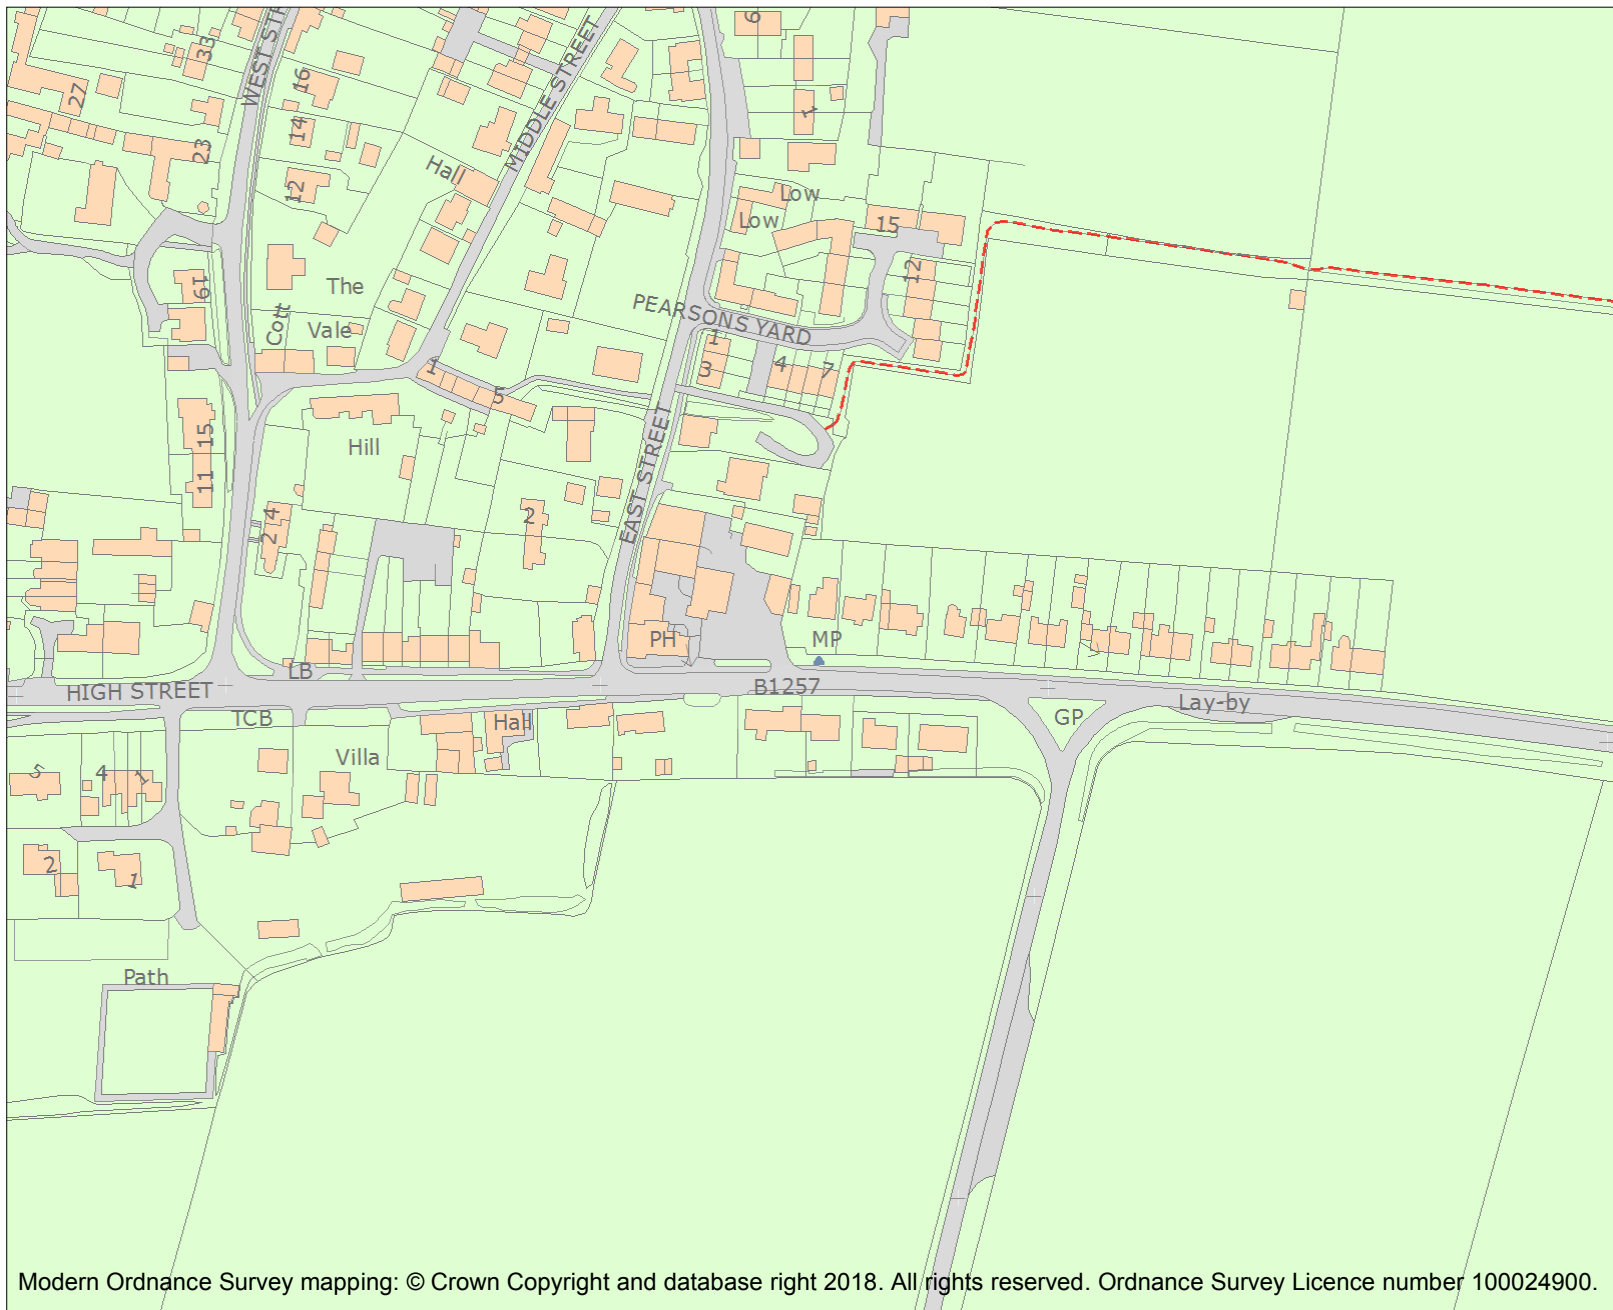 WEST STR
33
27
16
14
23
12
MIDDLE STREET
Hall
6
1
Low
Low
15
12
19
The
Cott
Vale
PEARSONS YARD
1
3
4
7
1
5
EAST STREET
15
11
Hill
4
2
2
PH
MP
LB
HIGH STREET
B1257
TCB
Hall
GP
Lay-by
Villa
5
4
1
2
1
Path
Modern Ordnance Survey mapping: © Crown Copyright and database right 2018. All rights reserved. Ordnance Survey Licence number 100024900.